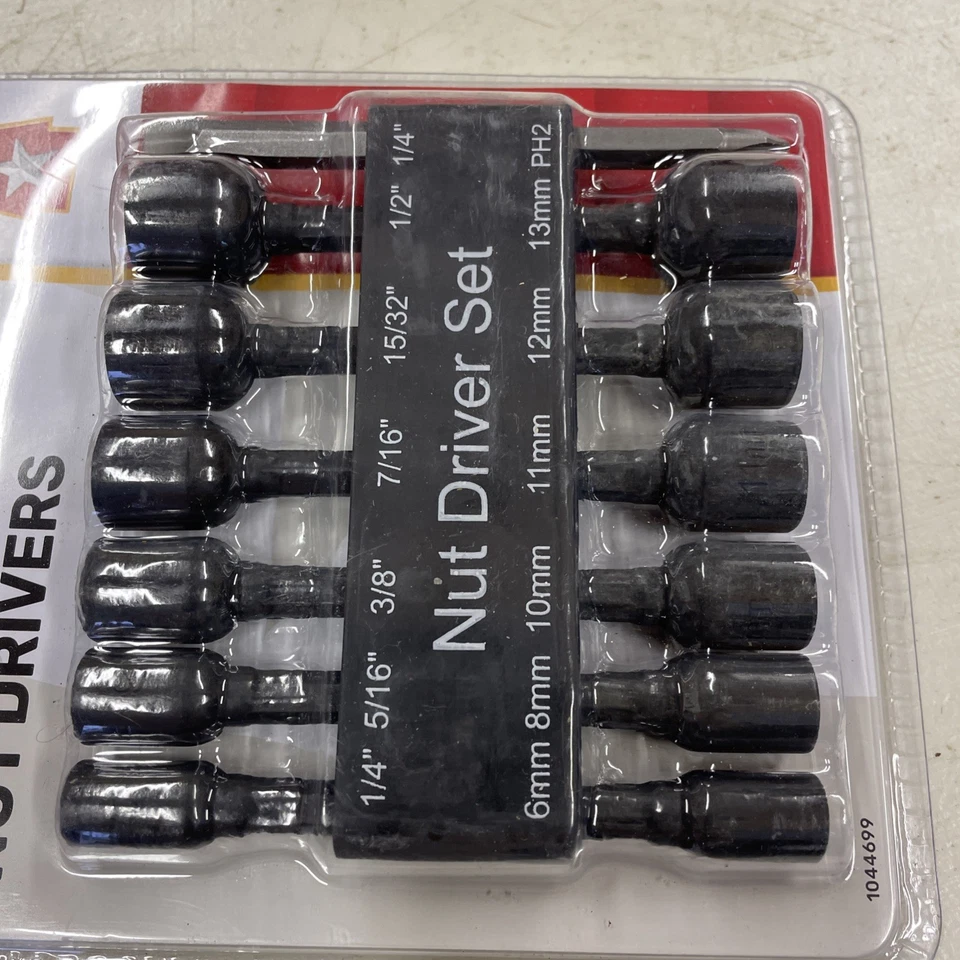 1/4" 5/16" 3/8" 7/16" 15/32" 1/2" 1/4"
Nut Driver Set
6mm 8mm 10mm 11mm 12mm 13mm PH2
DRIVERS
1044699